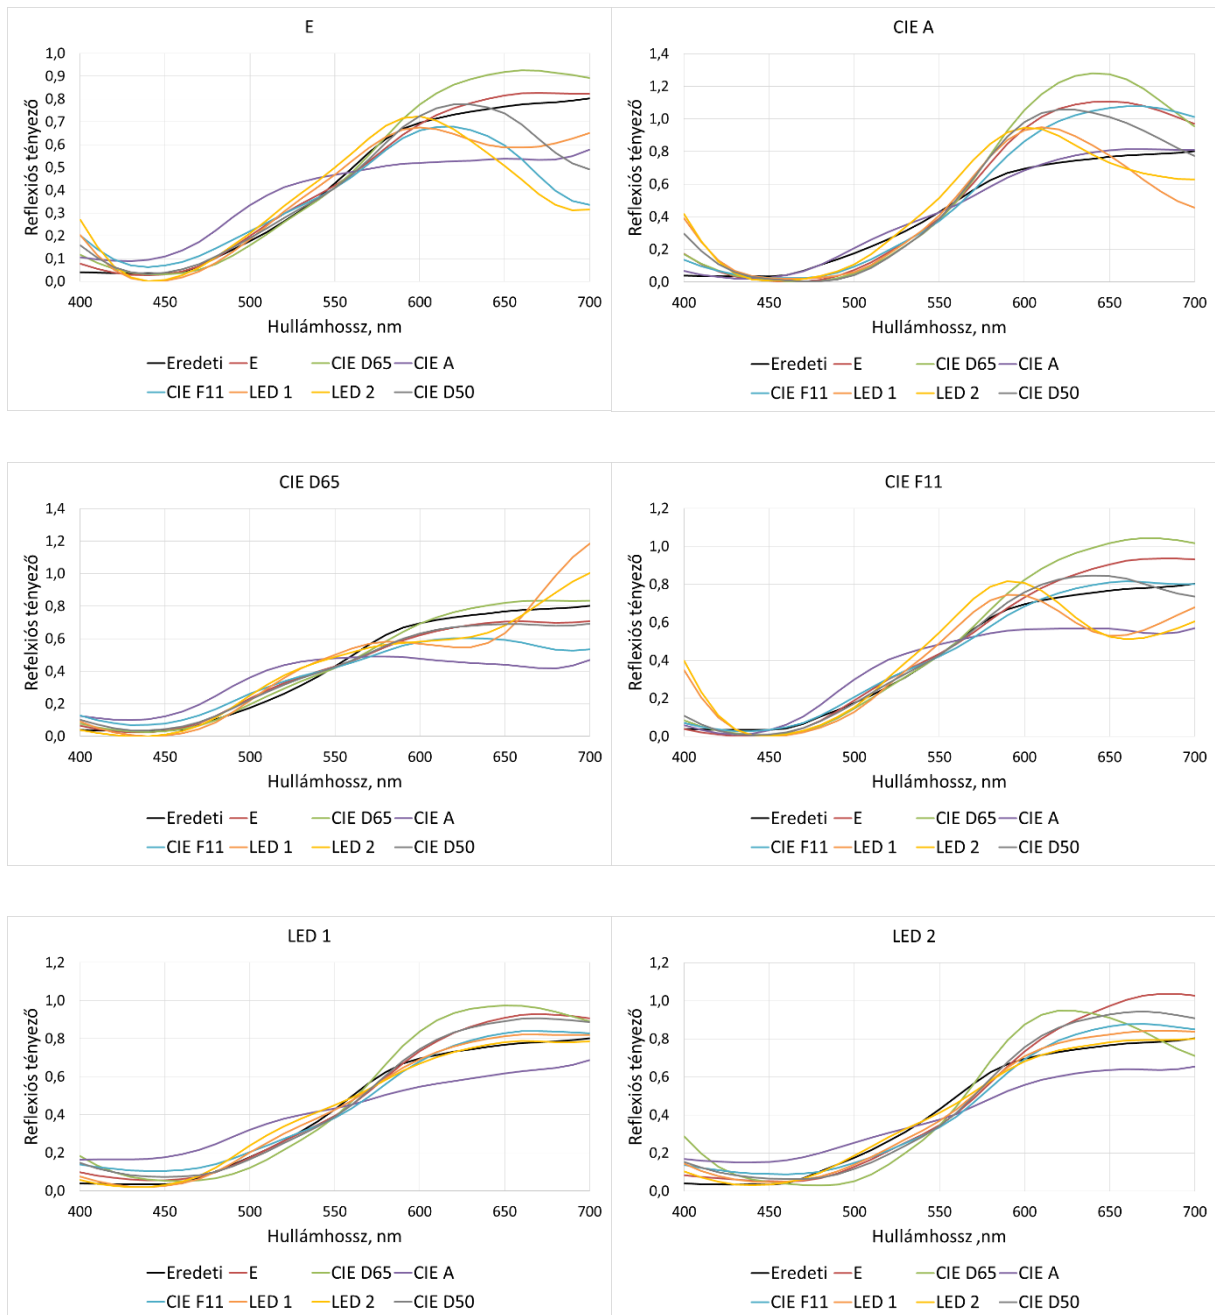 E
1,0
0,9
0,8
0,7
0,6
0,5
0,4
0,3
0,2
0,1
0,0
Reflexiós tényező
400 450 500 550 600 650 700
Hullámhossz, nm
Eredeti E CIE D65 CIE A
CIE F11 LED 1 LED 2 CIE D50
CIE A
1,4
1,2
1,0
0,8
0,6
0,4
0,2
0,0
Reflexiós tényező
400 450 500 550 600 650 700
Hullámhossz, nm
Eredeti E CIE D65 CIE A
CIE F11 LED 1 LED 2 CIE D50
CIE D65
1,4
1,2
1,0
0,8
0,6
0,4
0,2
0,0
Refelxiós tényező
400 450 500 550 600 650 700
Hullámhossz, nm
Eredeti E CIE D65 CIE A
CIE F11 LED 1 LED 2 CIE D50
CIE F11
1,2
1,0
0,8
0,6
0,4
0,2
0,0
Reflexiós tényező
400 450 500 550 600 650 700
Hullámhossz, nm
Eredeti E CIE D65 CIE A
CIE F11 LED 1 LED 2 CIE D50
LED 1
1,2
1,0
0,8
0,6
0,4
0,2
0,0
Reflexiós tényező
400 450 500 550 600 650 700
Hullámhossz, nm
Eredeti E CIE D65 CIE A
CIE F11 LED 1 LED 2 CIE D50
LED 2
1,2
1,0
0,8
0,6
0,4
0,2
0,0
Reflexiós tényező
400 450 500 550 600 650 700
Hullámhossz ,nm
Eredeti E CIE D65 CIE A
CIE F11 LED 1 LED 2 CIE D50